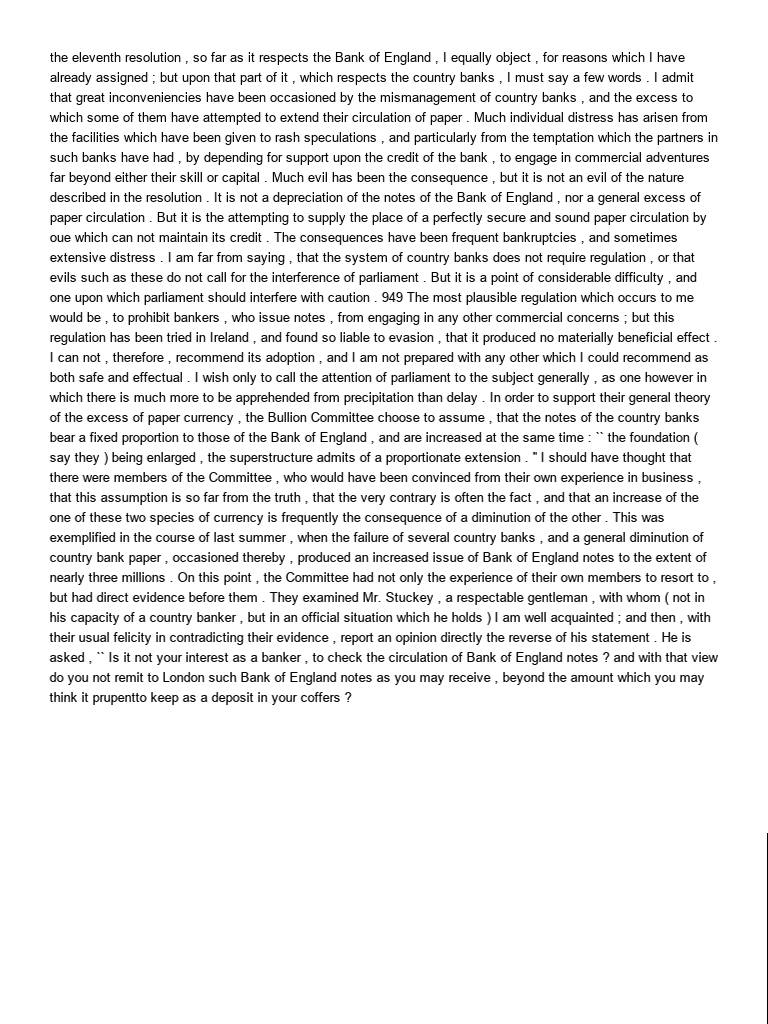 the eleventh resolution , so far as it respects the Bank of England , I equally object , for reasons which I have
already assigned ; but upon that part of it , which respects the country banks , I must say a few words . I admit
that great inconveniencies have been occasioned by the mismanagement of country banks , and the excess to
which some of them have attempted to extend their circulation of paper . Much individual distress has arisen from
the facilities which have been given to rash speculations , and particularly from the temptation which the partners in
such banks have had , by depending for support upon the credit of the bank , to engage in commercial adventures
far beyond either their skill or capital . Much evil has been the consequence , but it is not an evil of the nature
described in the resolution . It is not a depreciation of the notes of the Bank of England , nor a general excess of
paper circulation . But it is the attempting to supply the place of a perfectly secure and sound paper circulation by
oue which can not maintain its credit . The consequences have been frequent bankruptcies , and sometimes
extensive distress . I am far from saying , that the system of country banks does not require regulation , or that
evils such as these do not call for the interference of parliament . But it is a point of considerable difficulty , and
one upon which parliament should interfere with caution . 949 The most plausible regulation which occurs to me
would be , to prohibit bankers , who issue notes , from engaging in any other commercial concerns ; but this
regulation has been tried in Ireland , and found so liable to evasion , that it produced no materially beneficial effect .
I can not , therefore , recommend its adoption , and I am not prepared with any other which I could recommend as
both safe and effectual . I wish only to call the attention of parliament to the subject generally , as one however in
which there is much more to be apprehended from precipitation than delay . In order to support their general theory
of the excess of paper currency , the Bullion Committee choose to assume , that the notes of the country banks
bear a fixed proportion to those of the Bank of England , and are increased at the same time : `` the foundation (
say they ) being enlarged , the superstructure admits of a proportionate extension . " I should have thought that
there were members of the Committee , who would have been convinced from their own experience in business ,
that this assumption is so far from the truth , that the very contrary is often the fact , and that an increase of the
one of these two species of currency is frequently the consequence of a diminution of the other . This was
exemplified in the course of last summer , when the failure of several country banks , and a general diminution of
country bank paper , occasioned thereby , produced an increased issue of Bank of England notes to the extent of
nearly three millions . On this point , the Committee had not only the experience of their own members to resort to ,
but had direct evidence before them . They examined Mr. Stuckey , a respectable gentleman , with whom ( not in
his capacity of a country banker , but in an official situation which he holds ) I am well acquainted ; and then , with
their usual felicity in contradicting their evidence , report an opinion directly the reverse of his statement . He is
asked , `` Is it not your interest as a banker , to check the circulation of Bank of England notes ? and with that view
do you not remit to London such Bank of England notes as you may receive , beyond the amount which you may
think it prupentto keep as a deposit in your coffers ?